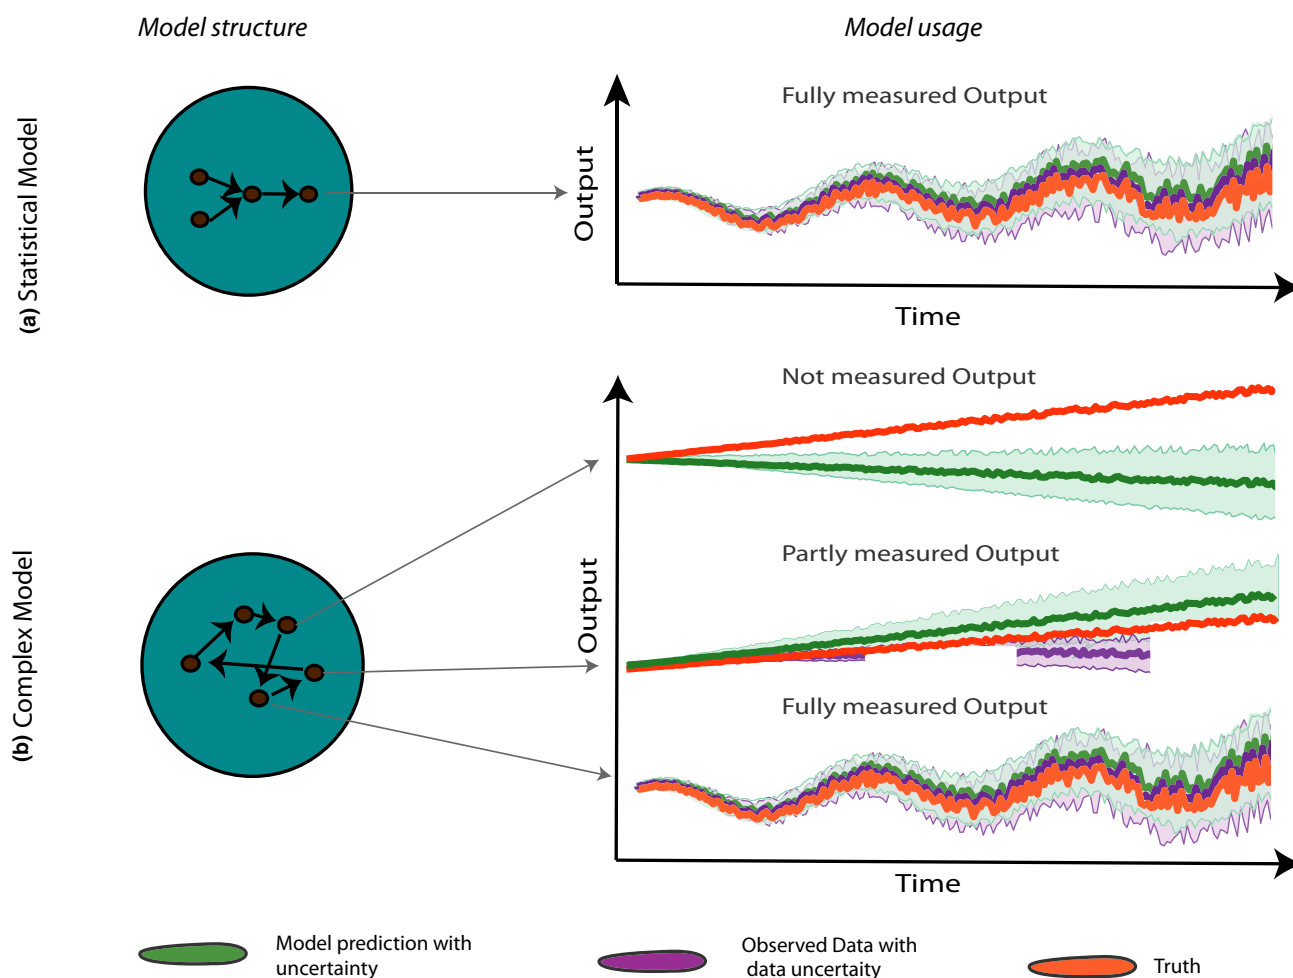 Model structure
Model usage
(a) Statistical Model
Fully measured Output
Output
Time
(b) Complex Model
Not measured Output
Partly measured Output
Output
Fully measured Output
Time
Model prediction with
uncertainty
Observed Data with
data uncertaity
Truth